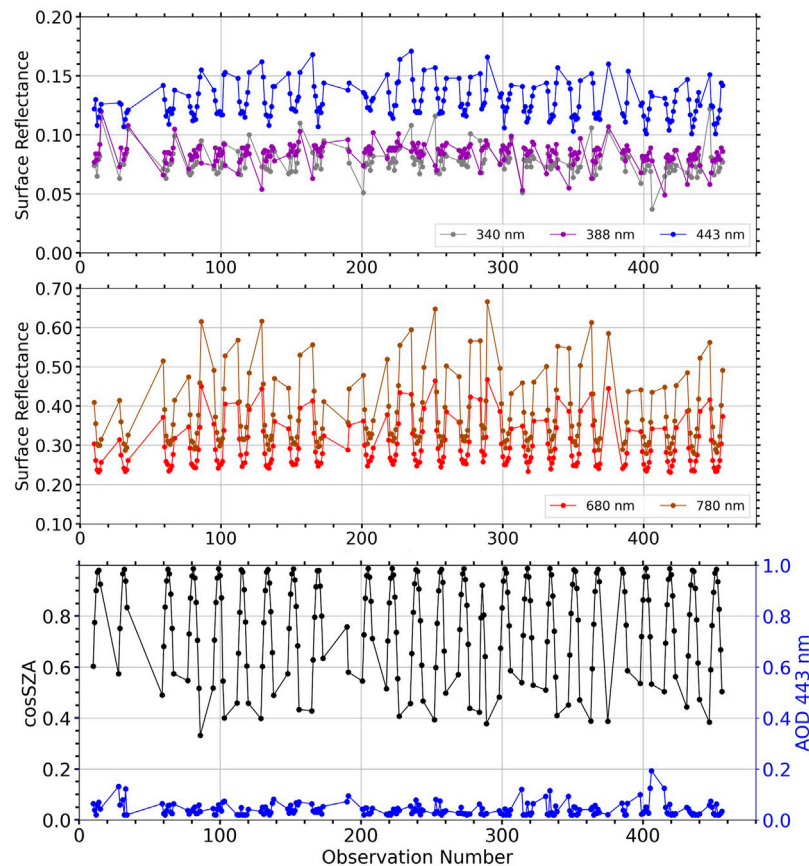 0.20
0.15
0.10
0.05
0.00
Surface Reflectance
340 nm 388 nm 443 nm
0 100 200 300 400
0.70
0.60
0.50
0.40
0.30
0.20
0.10
Surface Reflectance
680 nm 780 nm
0 100 200 300 400
0.8
0.6
0.4
0.2
0.0
cosSZA
1.0
0.8
0.6
0.4
0.2
0.0
AOD 443 nm
0 100 200 300 400
Observation Number